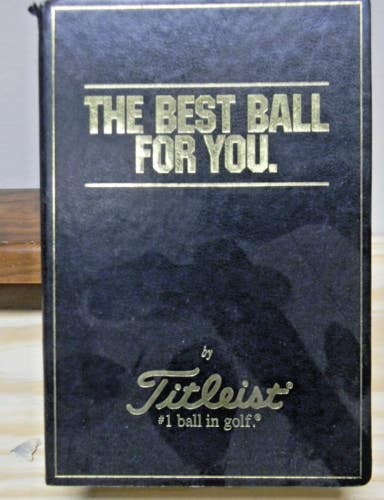 THE BEST BALL
FOR YOU.
by
Titleist®
#1 ball in golf.®